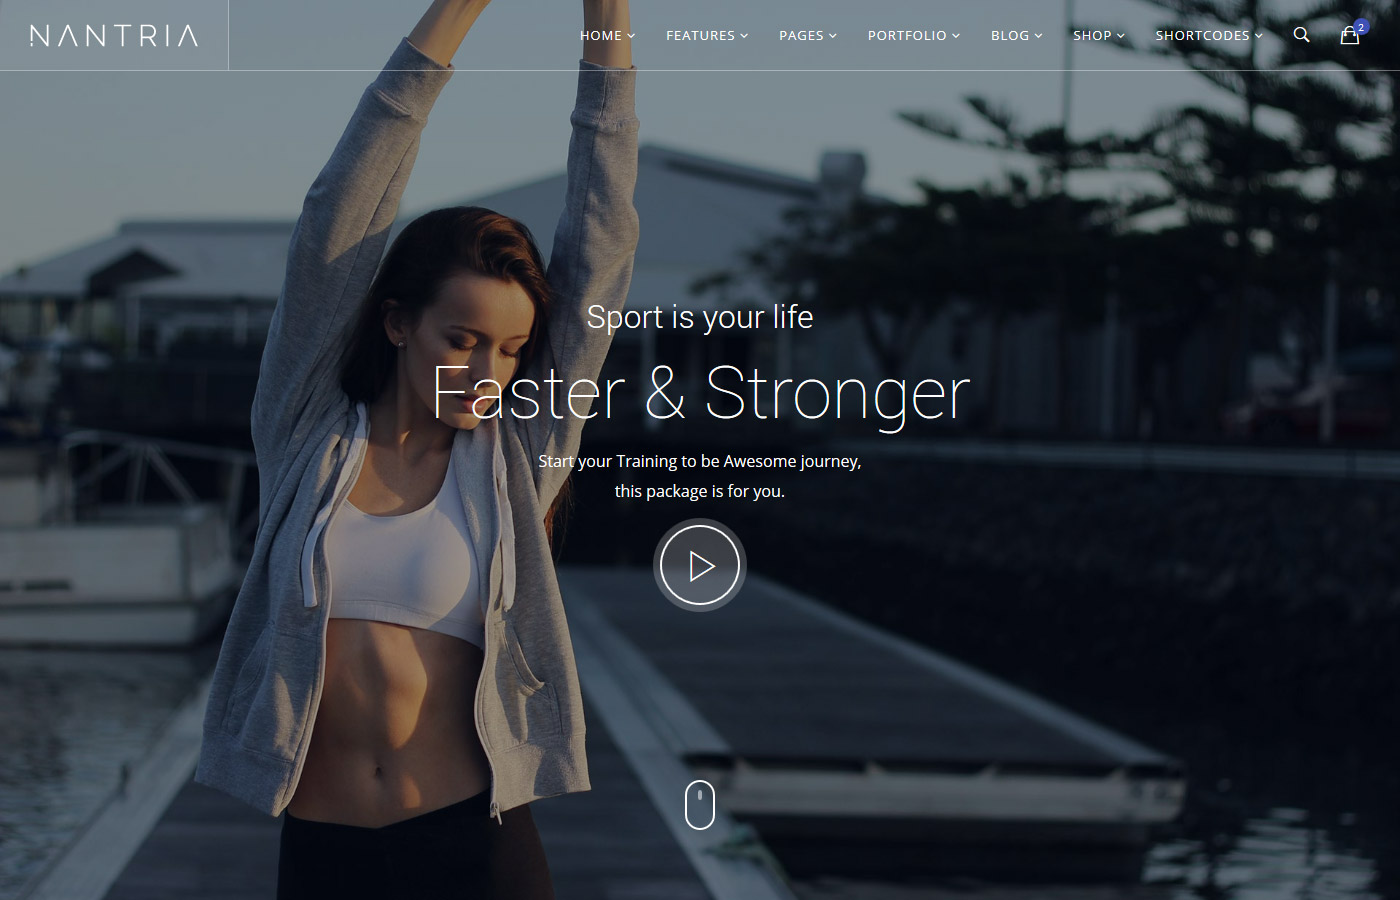 NANTRIA
HOME FEATURES PAGES PORTFOLIO BLOG SHOP SHORTCODES 2
Sport is your life
Faster & Stronger
Start your Training to be Awesome journey,
this package is for you.